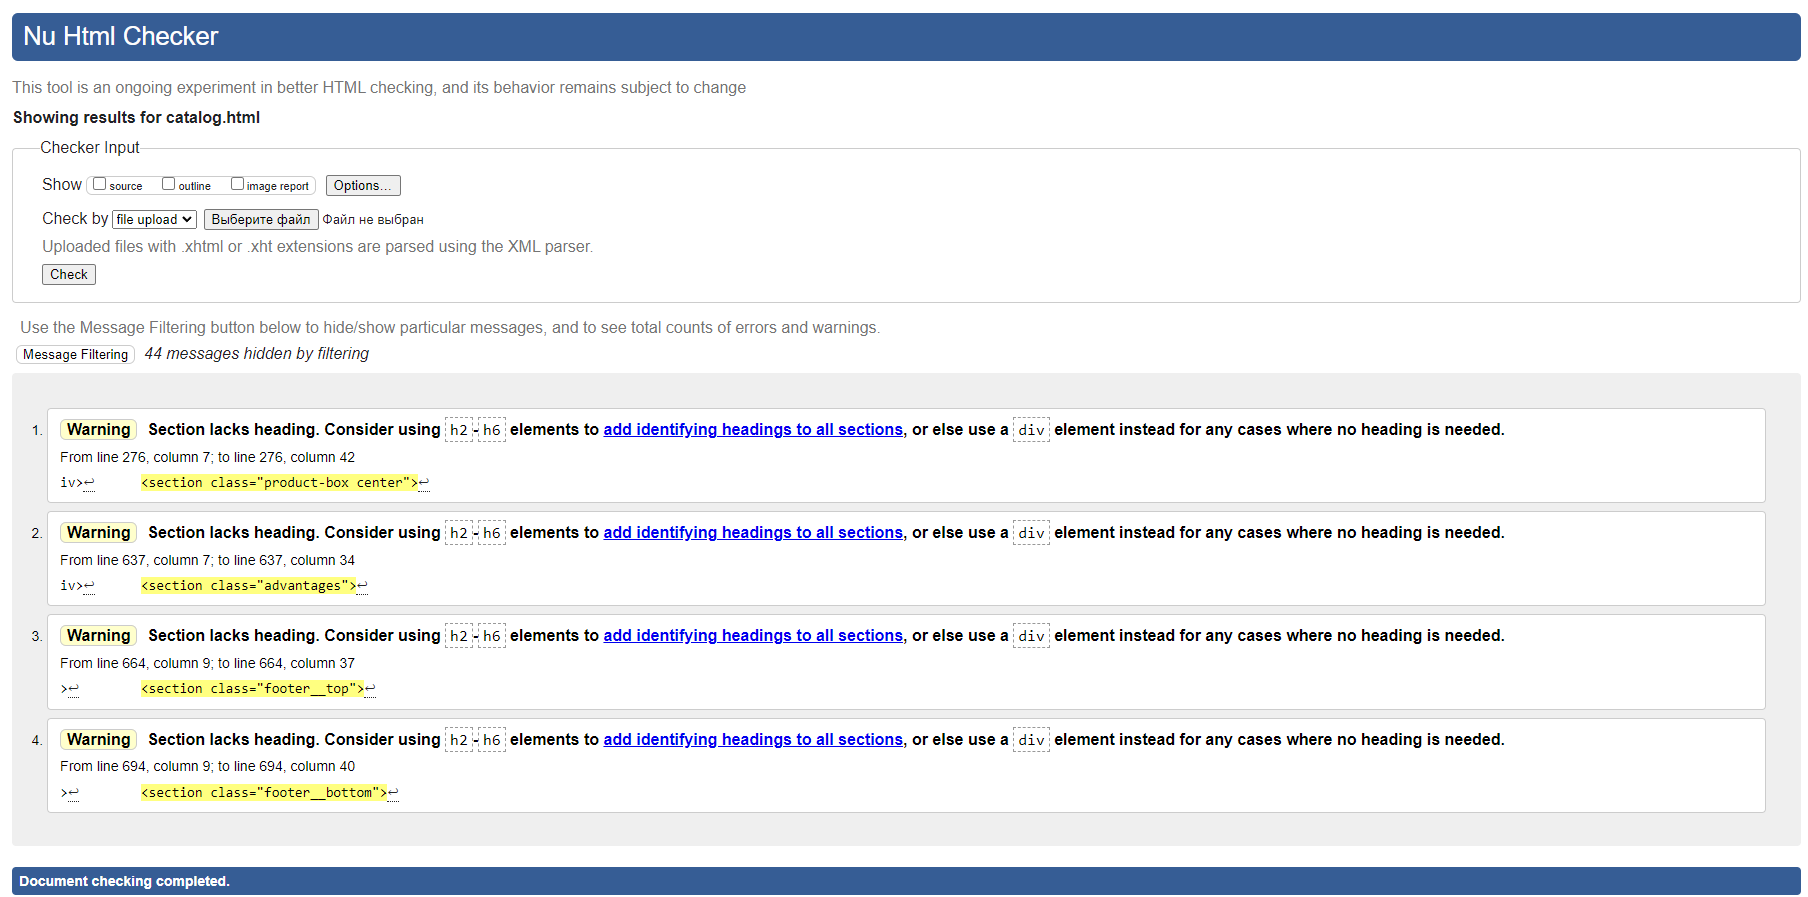 Nu Html Checker
This tool is an ongoing experiment in better HTML checking, and its behavior remains subject to change
Showing results for catalog.html
Checker Input
Show source outline image report Options...
Check by file upload Выберите файл Файл не выбран
Uploaded files with .xhtml or .xht extensions are parsed using the XML parser.
Check
Use the Message Filtering button below to hide/show particular messages, and to see total counts of errors and warnings.
Message Filtering 44 messages hidden by filtering
1. Warning Section lacks heading. Consider using h2-h6 elements to add identifying headings to all sections, or else use a div element instead for any cases where no heading is needed.
From line 276, column 7; to line 276, column 42
iv>↩ <section class="product-box center">↩
2. Warning Section lacks heading. Consider using h2-h6 elements to add identifying headings to all sections, or else use a div element instead for any cases where no heading is needed.
From line 637, column 7; to line 637, column 34
iv>↩ <section class="advantages">↩
3. Warning Section lacks heading. Consider using h2-h6 elements to add identifying headings to all sections, or else use a div element instead for any cases where no heading is needed.
From line 664, column 9; to line 664, column 37
>↩ <section class="footer__top">↩
4. Warning Section lacks heading. Consider using h2-h6 elements to add identifying headings to all sections, or else use a div element instead for any cases where no heading is needed.
From line 694, column 9; to line 694, column 40
>↩ <section class="footer__bottom">↩
Document checking completed.